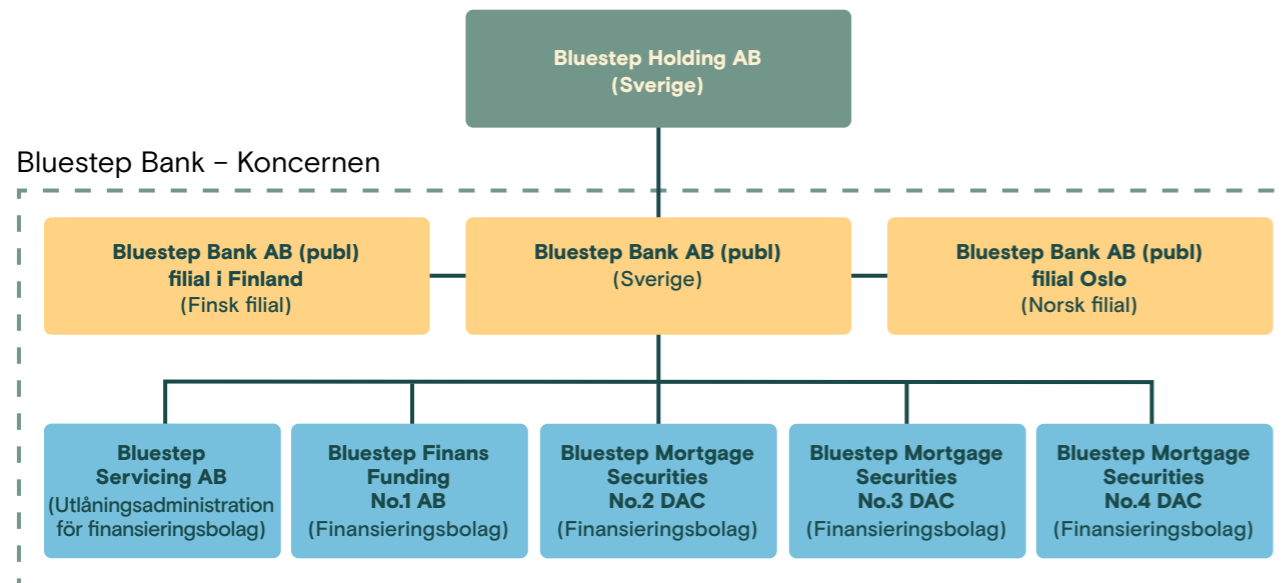 Bluestep Holding AB
(Sverige)
Bluestep Bank – Koncernen
Bluestep Bank AB (publ)
filial i Finland
(Finsk filial)
Bluestep Bank AB (publ)
(Sverige)
Bluestep Bank AB (publ)
filial Oslo
(Norsk filial)
Bluestep
Servicing AB
(Utlåningsadministration
för finansieringsbolag)
Bluestep Finans
Funding
No.1 AB
(Finansieringsbolag)
Bluestep Mortgage
Securities
No.2 DAC
(Finansieringsbolag)
Bluestep Mortgage
Securities
No.3 DAC
(Finansieringsbolag)
Bluestep Mortgage
Securities
No.4 DAC
(Finansieringsbolag)